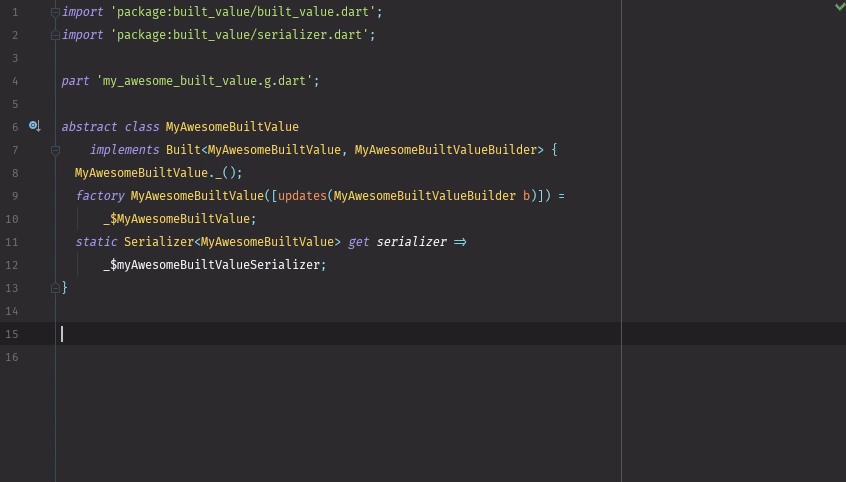 1 import 'package:built_value/built_value.dart';
2 import 'package:built_value/serializer.dart';
3
4 part 'my_awesome_built_value.g.dart';
5
6 abstract class MyAwesomeBuiltValue
7     implements Built<MyAwesomeBuiltValue, MyAwesomeBuiltValueBuilder> {
8   MyAwesomeBuiltValue._();
9   factory MyAwesomeBuiltValue([updates(MyAwesomeBuiltValueBuilder b)]) =
10       _$MyAwesomeBuiltValue;
11   static Serializer<MyAwesomeBuiltValue> get serializer =>
12       _$myAwesomeBuiltValueSerializer;
13 }
14
15
16